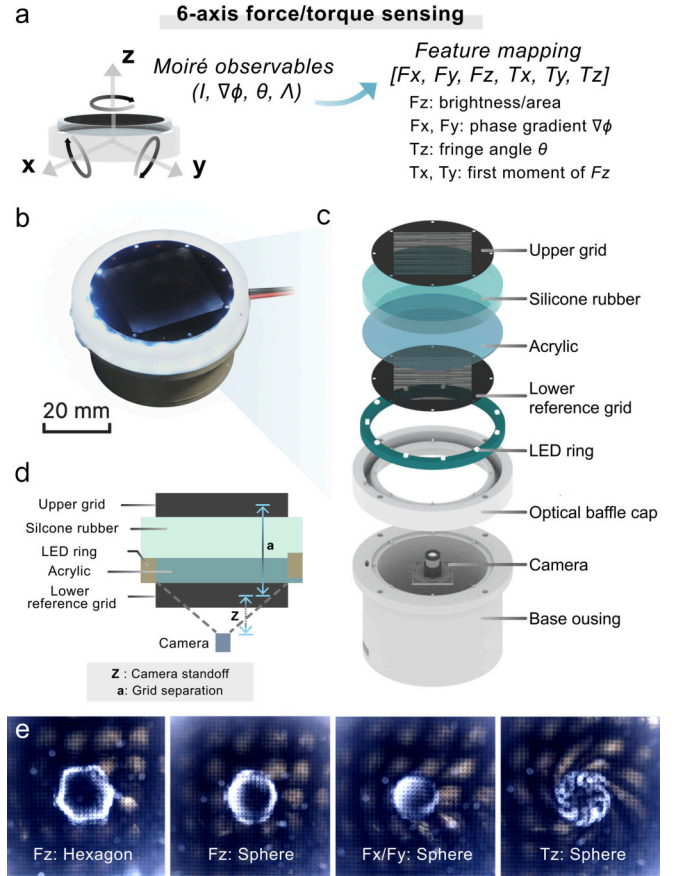 a
6-axis force/torque sensing
z
x
y
Moiré observables
(I, ∇ϕ, θ, Λ)
Feature mapping
[Fx, Fy, Fz, Tx, Ty, Tz]
Fz: brightness/area
Fx, Fy: phase gradient ∇ϕ
Tz: fringe angle θ
Tx, Ty: first moment of Fz
b
20 mm
c
Upper grid
Silicone rubber
Acrylic
Lower
reference grid
LED ring
Optical baffle cap
Camera
Base ousing
d
Upper grid
Silcone rubber
LED ring
Acrylic
Lower
reference grid
Camera
a
Z
Z : Camera standoff
a: Grid separation
e
Fz: Hexagon
Fz: Sphere
Fx/Fy: Sphere
Tz: Sphere